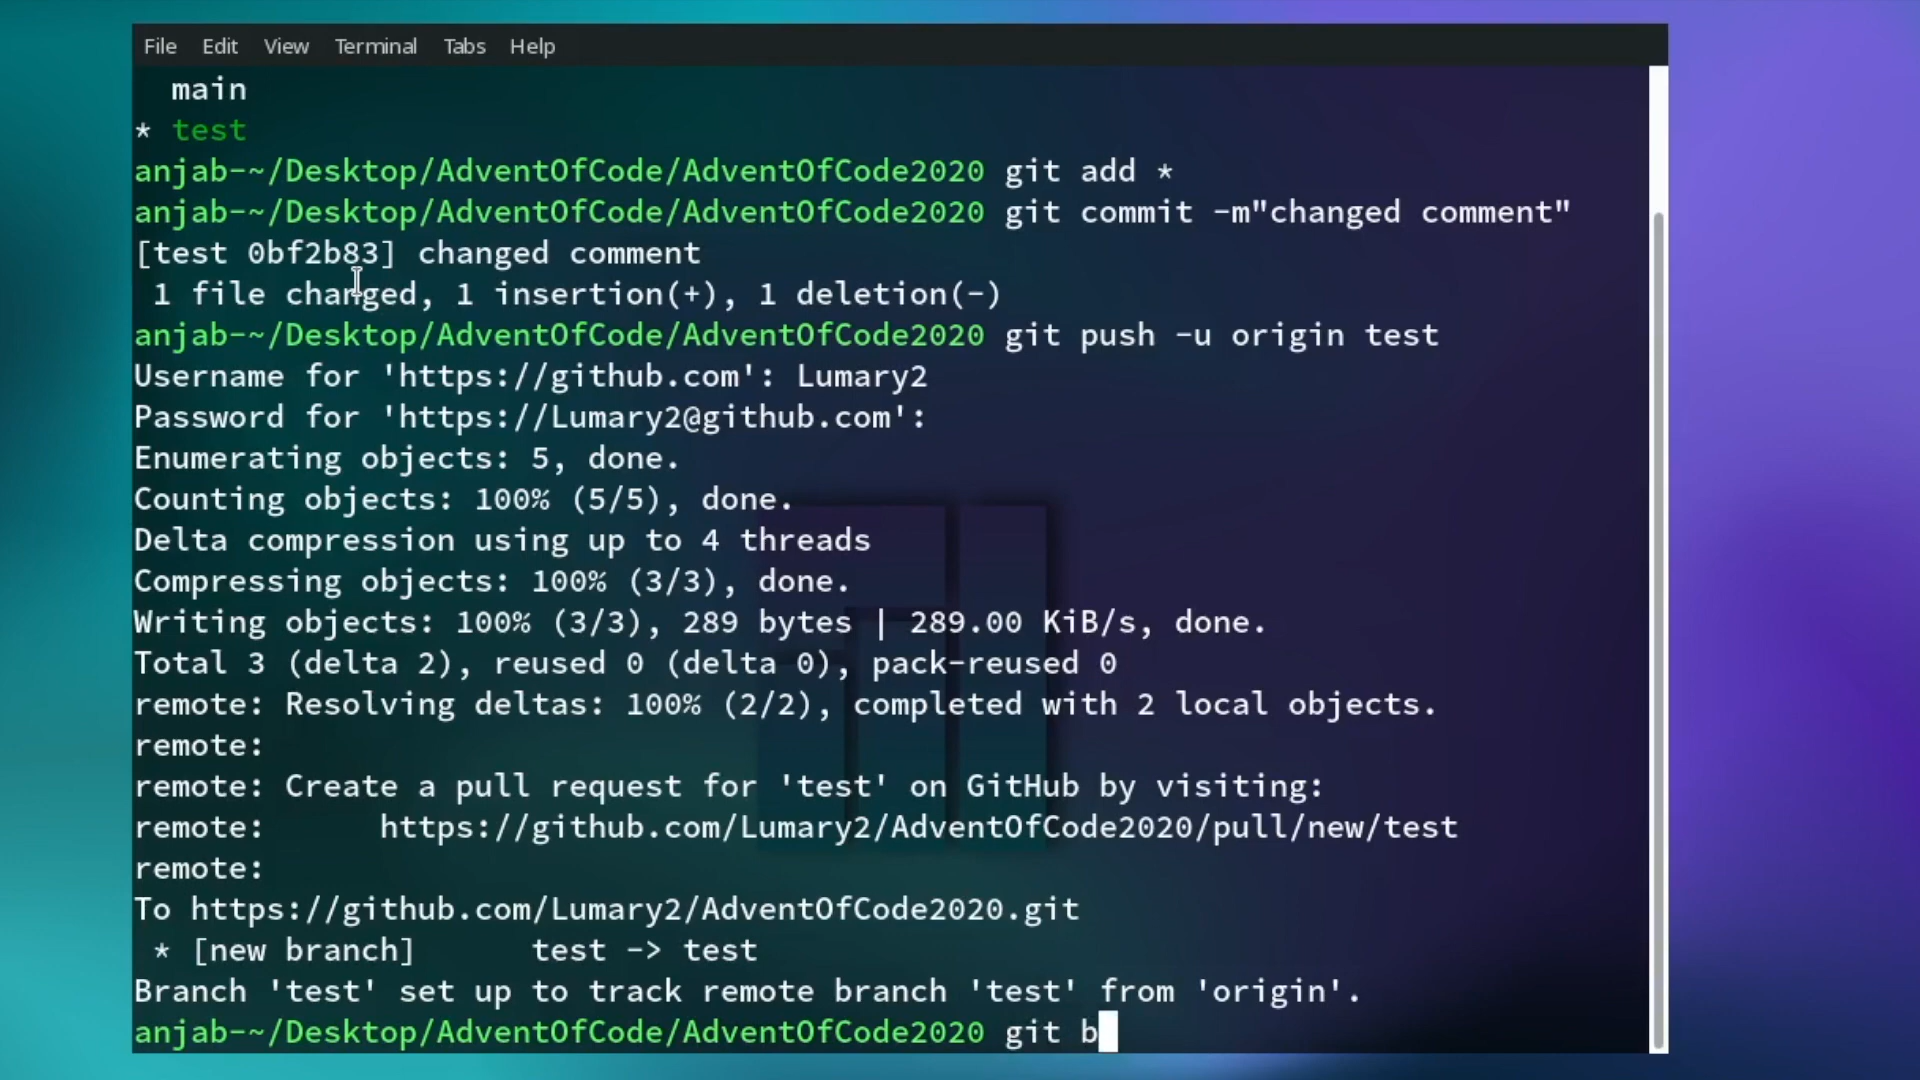 File Edit View Terminal Tabs Help
main
* test
anjab-~/Desktop/AdventOfCode/AdventOfCode2020 git add *
anjab-~/Desktop/AdventOfCode/AdventOfCode2020 git commit -m"changed comment"
[test 0bf2b83] changed comment
1 file changed, 1 insertion(+), 1 deletion(-)
anjab-~/Desktop/AdventOfCode/AdventOfCode2020 git push -u origin test
Username for 'https://github.com': Lumary2
Password for 'https://Lumary2@github.com':
Enumerating objects: 5, done.
Counting objects: 100% (5/5), done.
Delta compression using up to 4 threads
Compressing objects: 100% (3/3), done.
Writing objects: 100% (3/3), 289 bytes | 289.00 KiB/s, done.
Total 3 (delta 2), reused 0 (delta 0), pack-reused 0
remote: Resolving deltas: 100% (2/2), completed with 2 local objects.
remote:
remote: Create a pull request for 'test' on GitHub by visiting:
remote:      https://github.com/Lumary2/AdventOfCode2020/pull/new/test
remote:
To https://github.com/Lumary2/AdventOfCode2020.git
* [new branch]      test -> test
Branch 'test' set up to track remote branch 'test' from 'origin'.
anjab-~/Desktop/AdventOfCode/AdventOfCode2020 git b